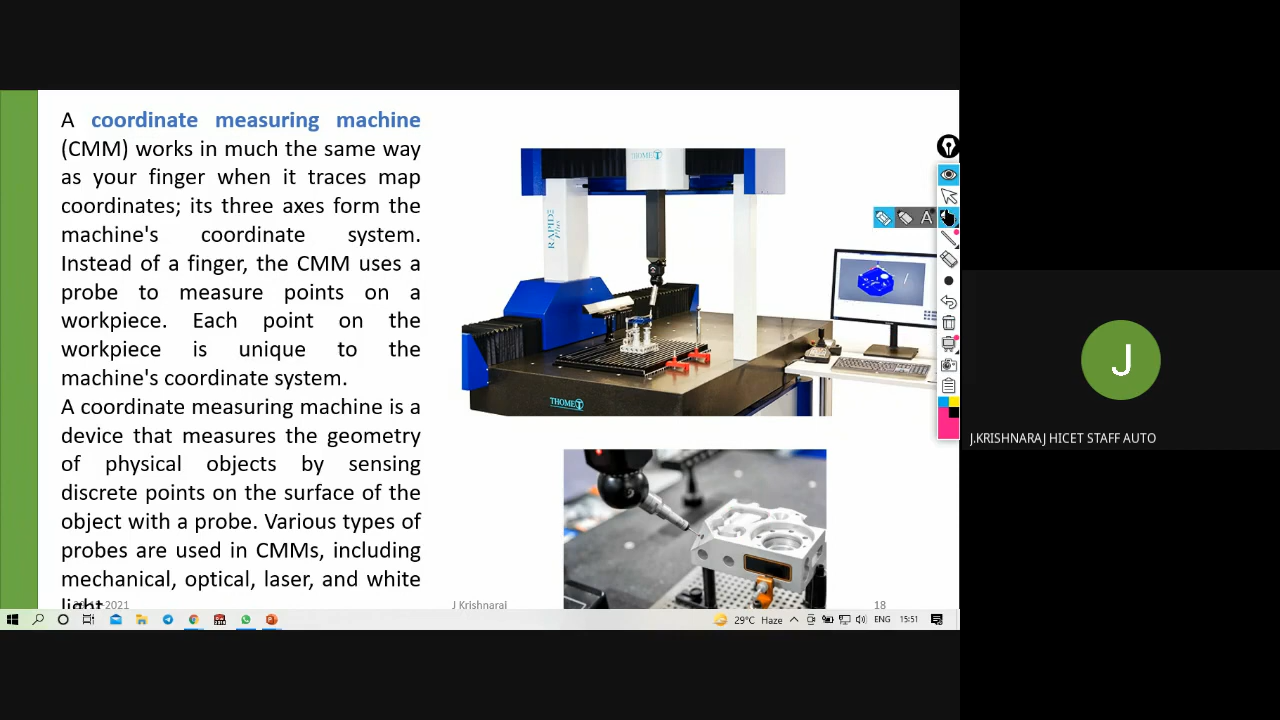 A coordinate measuring machine
(CMM) works in much the same way
as your finger when it traces map
coordinates; its three axes form the
machine's coordinate system.
Instead of a finger, the CMM uses a
probe to measure points on a
workpiece. Each point on the
workpiece is unique to the
machine's coordinate system.
A coordinate measuring machine is a
device that measures the geometry
of physical objects by sensing
discrete points on the surface of the
object with a probe. Various types of
probes are used in CMMs, including
mechanical, optical, laser, and white
light
2021
J Krishnaraj
18
THOME
RAPID
Plus
THOME
A
J
J.KRISHNARAJ HICET STAFF AUTO
29°C Haze
ENG
15:51